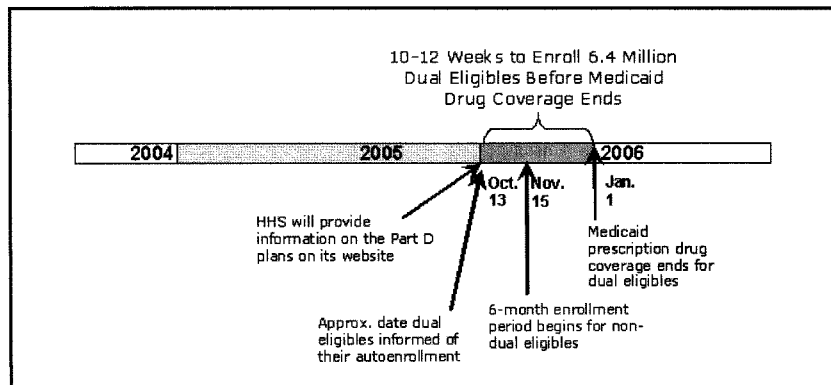 10-12 Weeks to Enroll 6.4 Million
Dual Eligibles Before Medicaid
Drug Coverage Ends
2004 2005 2006
Oct. Nov. Jan.
13 15 1
HHS will provide
information on the Part D
plans on its website
Medicaid
prescription drug
coverage ends for
dual eligibles
Approx. date dual
eligibles informed of
their autoenrollment
6-month enrollment
period begins for non-
dual eligibles